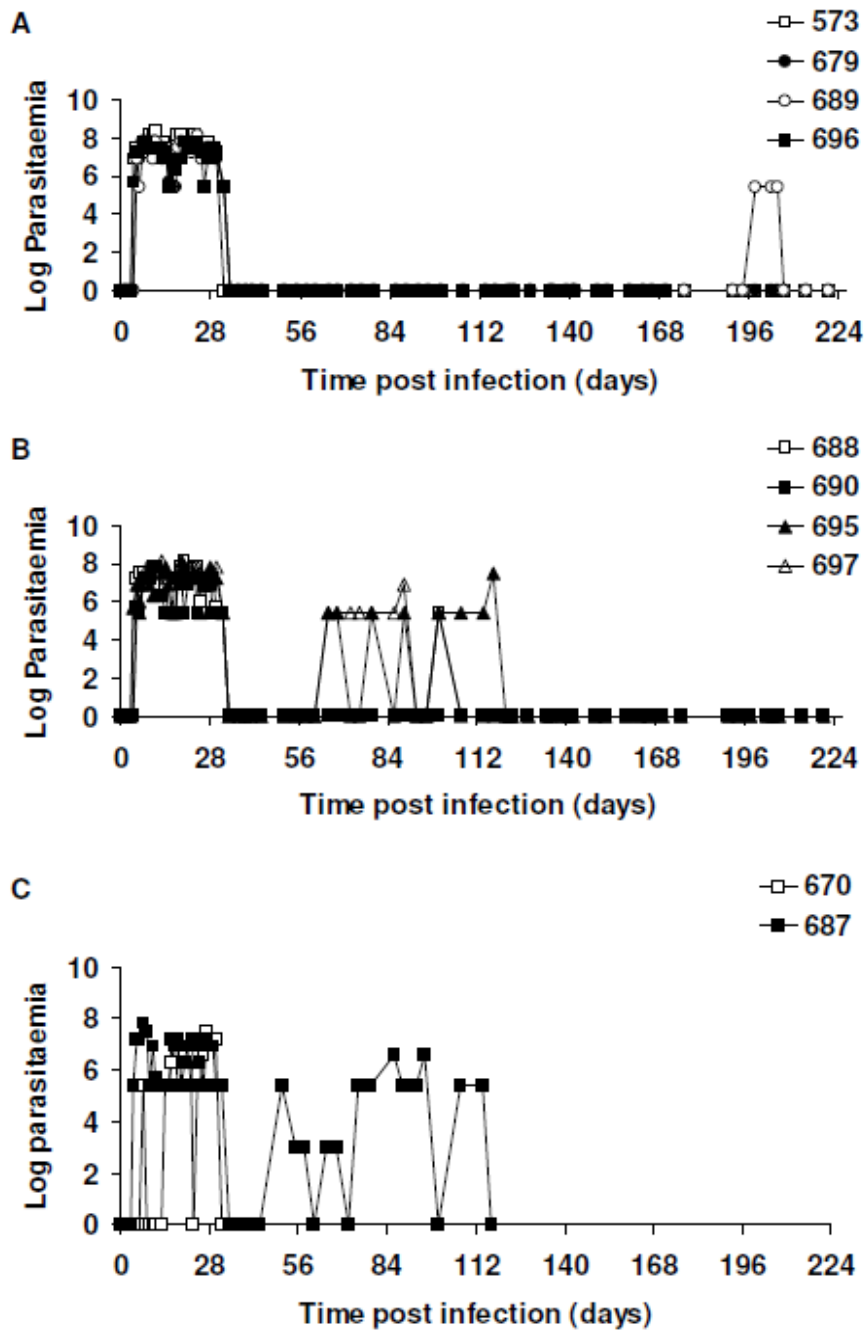 A
573
679
689
696
10
8
6
4
2
0
Log Parasitaemia
0 28 56 84 112 140 168 196 224
Time post infection (days)
B
688
690
695
697
10
8
6
4
2
0
Log Parasitaemia
0 28 56 84 112 140 168 196 224
Time post infection (days)
C
670
687
10
8
6
4
2
0
Log parasitaemia
0 28 56 84 112 140 168 196 224
Time post infection (days)